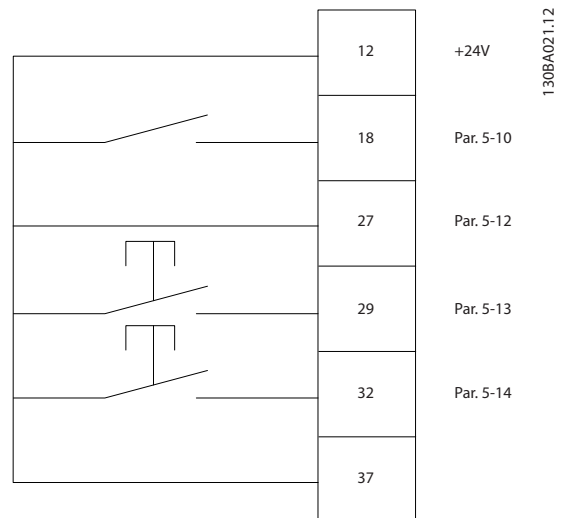 12 +24V
18 Par. 5-10
27 Par. 5-12
29 Par. 5-13
32 Par. 5-14
37
130BA021.12